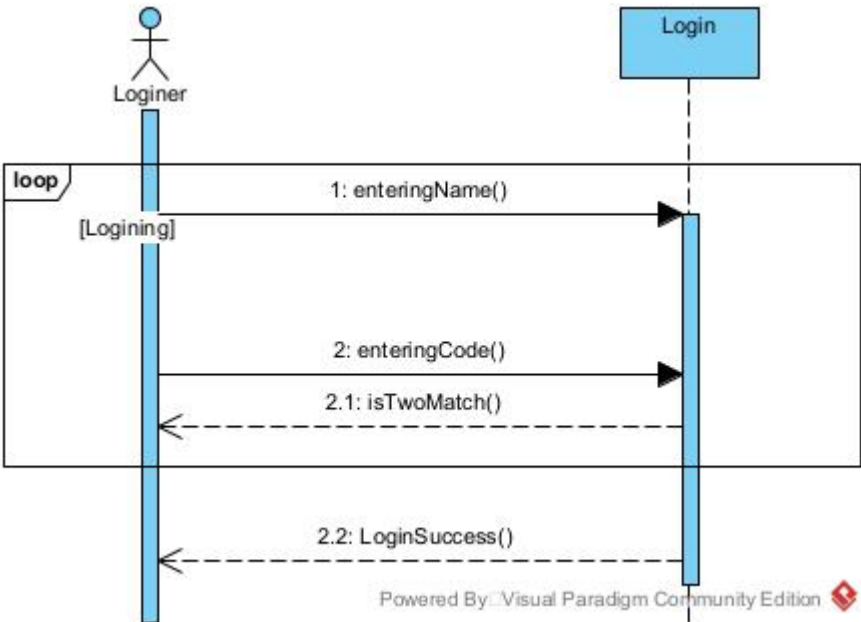 Login
Loginer
loop
1: enteringName()
[Logining]
2: enteringCode()
2.1: isTwoMatch()
2.2: LoginSuccess()
Powered By Visual Paradigm Community Edition